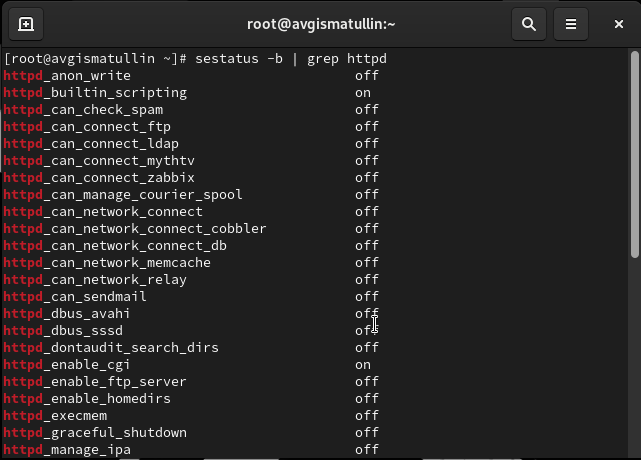 root@avgismatullin:~
[root@avgismatullin ~]# sestatus -b | grep httpd
httpd_anon_write off
httpd_builtin_scripting on
httpd_can_check_spam off
httpd_can_connect_ftp off
httpd_can_connect_ldap off
httpd_can_connect_mythtv off
httpd_can_connect_zabbix off
httpd_can_manage_courier_spool off
httpd_can_network_connect off
httpd_can_network_connect_cobbler off
httpd_can_network_connect_db off
httpd_can_network_memcache off
httpd_can_network_relay off
httpd_can_sendmail off
httpd_dbus_avahi off
httpd_dbus_sssd off
httpd_dontaudit_search_dirs off
httpd_enable_cgi on
httpd_enable_ftp_server off
httpd_enable_homedirs off
httpd_execmem off
httpd_graceful_shutdown off
httpd_manage_ipa off